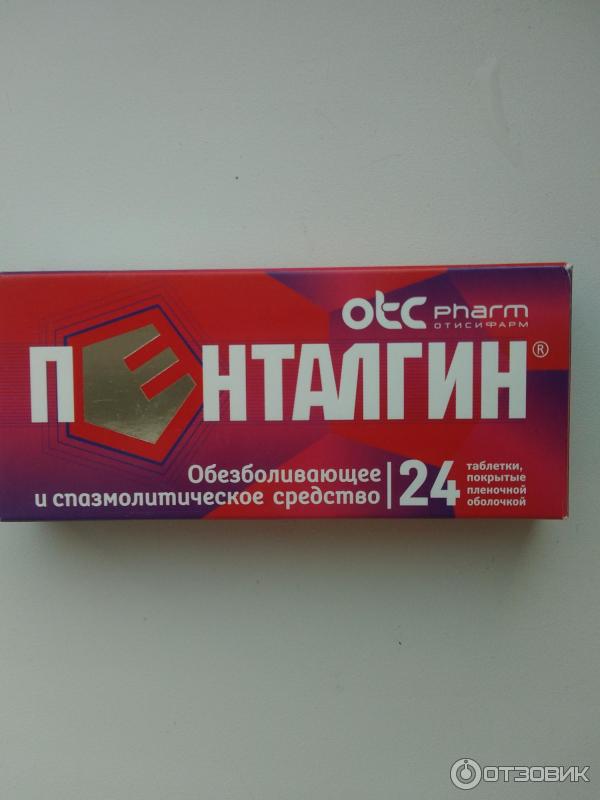 otc pharm
ОТИСИФАРМ
ПЕНТАЛГИН®
Обезболивающее
и спазмолитическое средство
24
таблетки,
покрытые
пленочной
оболочкой
ОТЗОВИК